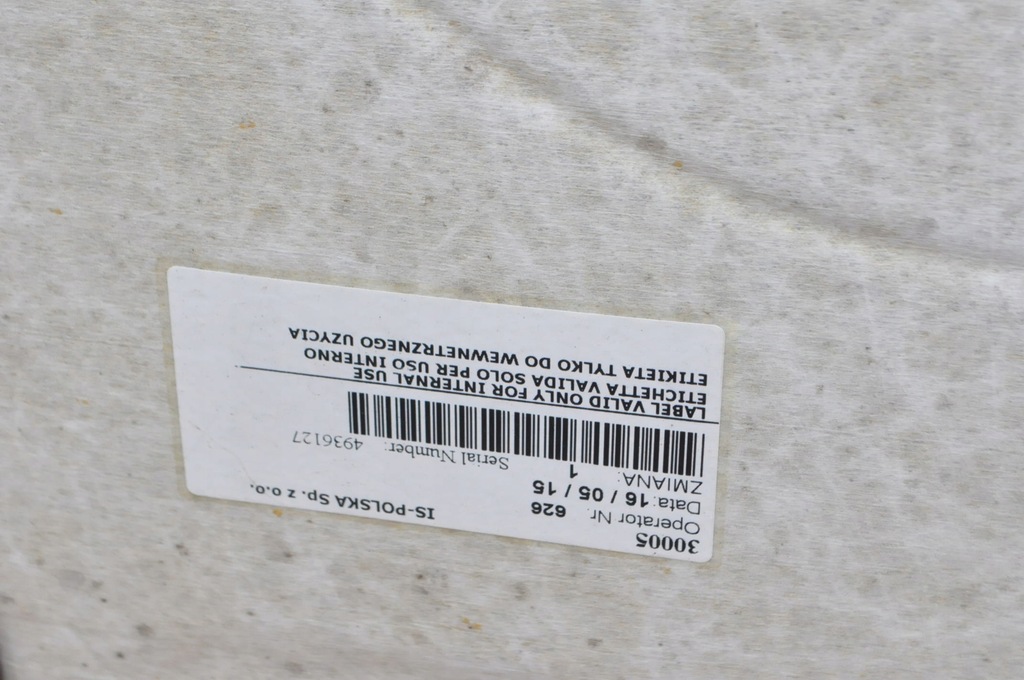 30005
IS-POLSKA Sp. z o.o.
Operator Nr. 626
Data: 16 / 05 / 15
ZMIANA: 1
Serial Number: 4936127
LABEL VALID ONLY FOR INTERNAL USE
ETICHETTA VALIDA SOLO PER USO INTERNO
ETIKIETA TYLKO DO WEWNETRZNEGO UZYCIA